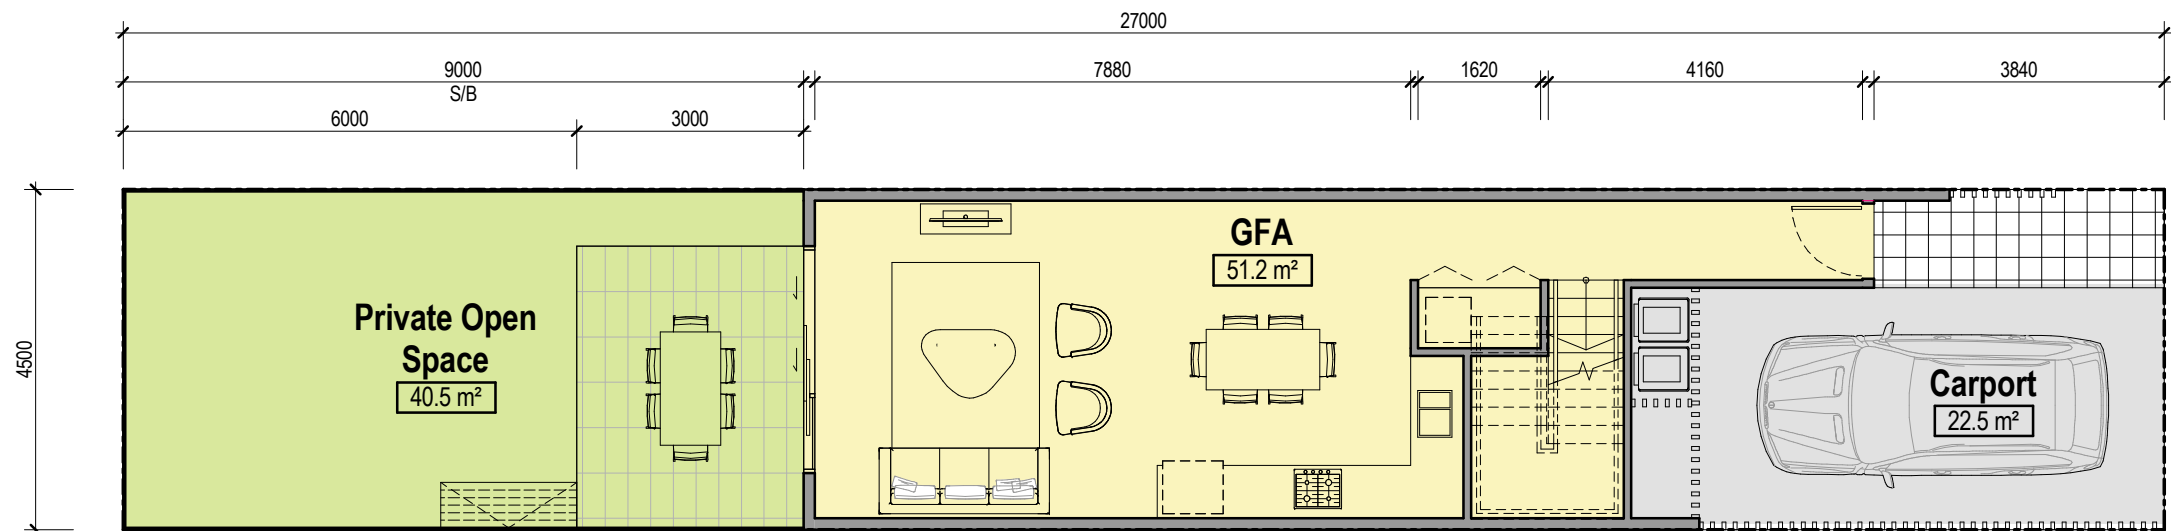 27000
9000
S/B
7880
1620
4160
3840
6000
3000
4500
GFA
51.2 m²
Private Open
Space
40.5 m²
Carport
22.5 m²